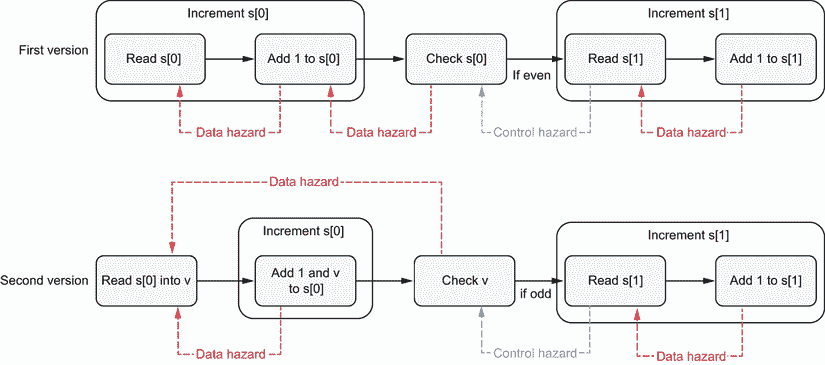 Increment s[0]
Increment s[1]
First version
Read s[0]
Add 1 to s[0]
Check s[0]
If even
Read s[1]
Add 1 to s[1]
Data hazard
Data hazard
Control hazard
Data hazard
Data hazard
Increment s[0]
Increment s[1]
Second version
Read s[0] into v
Add 1 and v
to s[0]
Check v
if odd
Read s[1]
Add 1 to s[1]
Data hazard
Control hazard
Data hazard